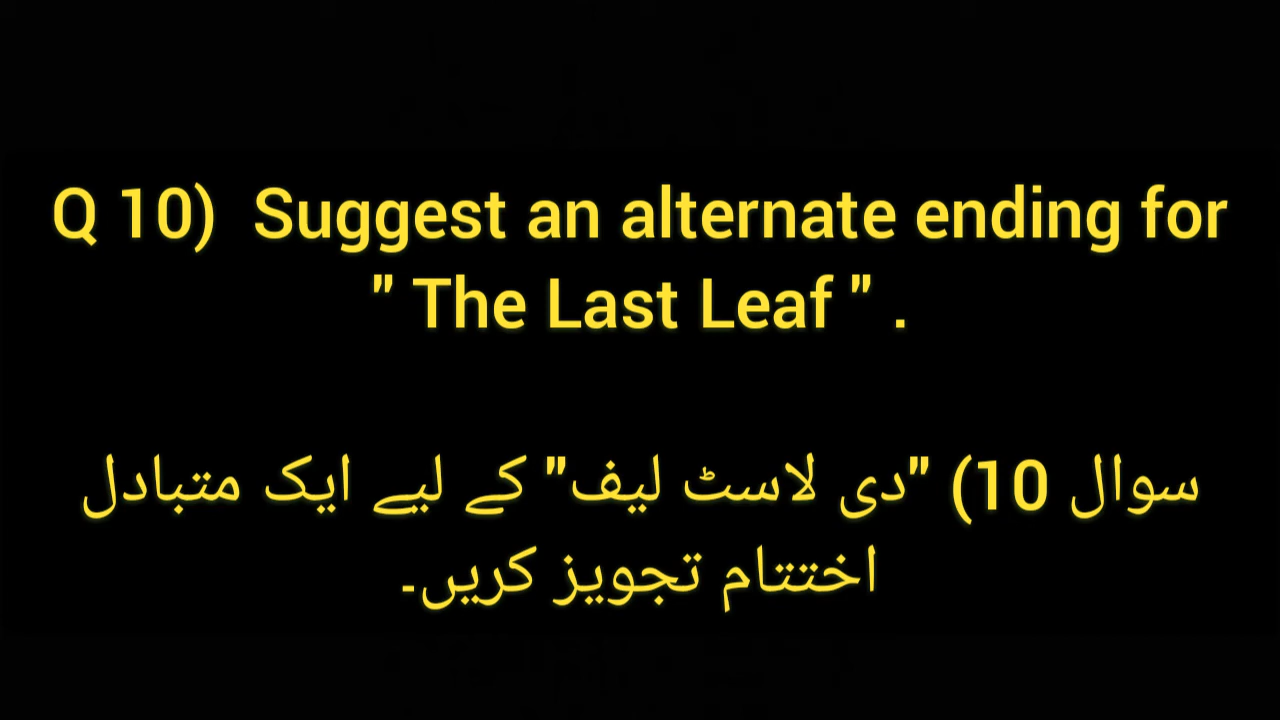 Q 10) Suggest an alternate ending for
" The Last Leaf " .
سوال 10) "دی لاسٹ لیف" کے لیے ایک متبادل
اختتام تجویز کریں۔